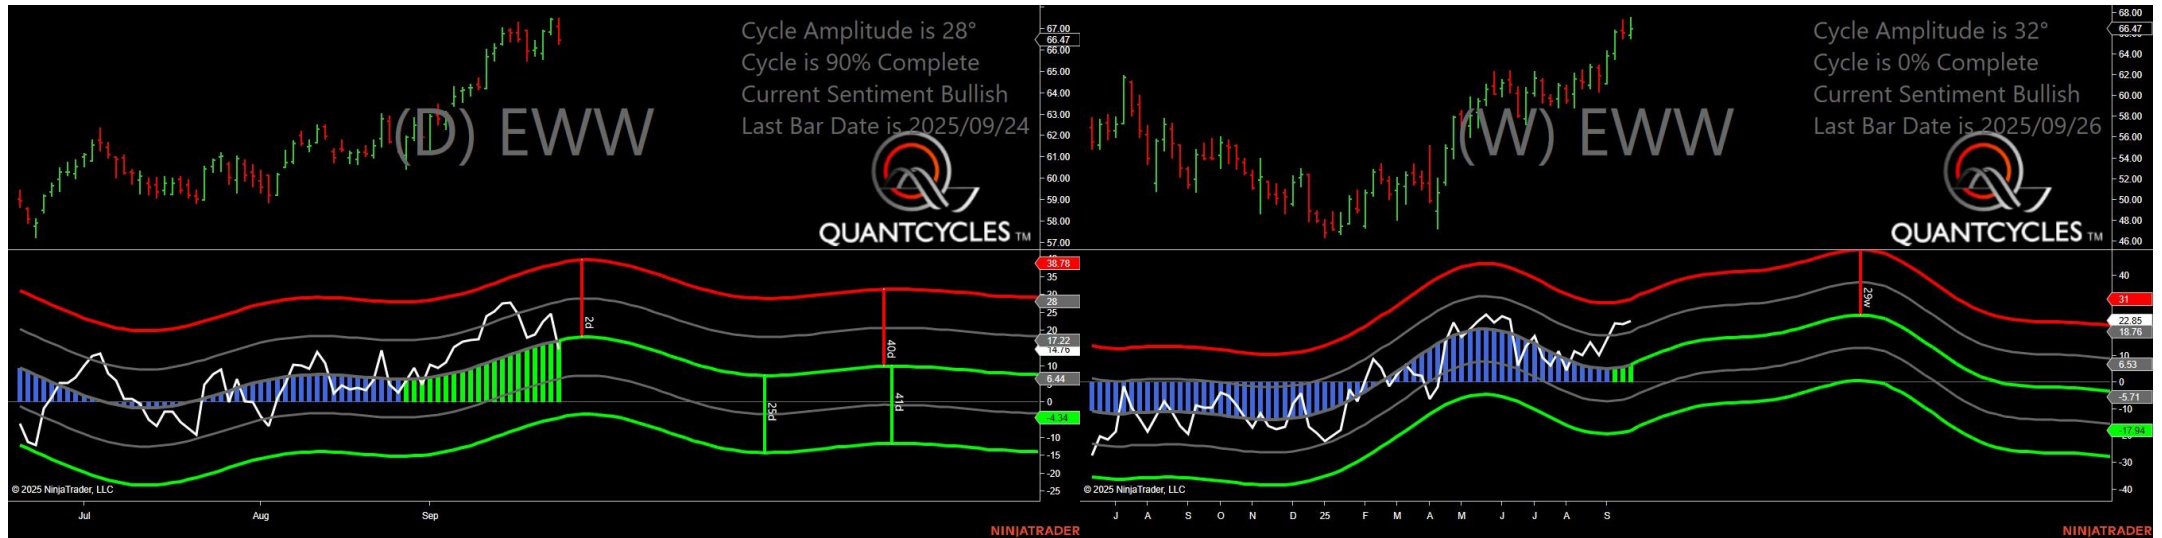 Cycle Amplitude is 28°
Cycle is 90% Complete
Current Sentiment Bullish
Last Bar Date is 2025/09/24
(D) EWW
QUANTCYCLES TM
67.00
66.47
66.00
65.00
64.00
63.00
62.00
61.00
60.00
59.00
58.00
57.00
38.78
35
28
25
20
17.22
14.76
6.44
0
-4.34
-10
-15
-20
-25
2d
25d
40d
41d
© 2025 NinjaTrader, LLC
Jul Aug Sep
NINJATRADER
Cycle Amplitude is 32°
Cycle is 0% Complete
Current Sentiment Bullish
Last Bar Date is 2025/09/26
(W) EWW
QUANTCYCLES TM
68.00
66.47
64.00
62.00
60.00
58.00
56.00
54.00
52.00
50.00
48.00
46.00
40
31
22.85
18.76
10
6.53
0
-5.71
-10
-17.94
-30
-40
29w
© 2025 NinjaTrader, LLC
J A S O N D 25 F M A M J J A S
NINJATRADER